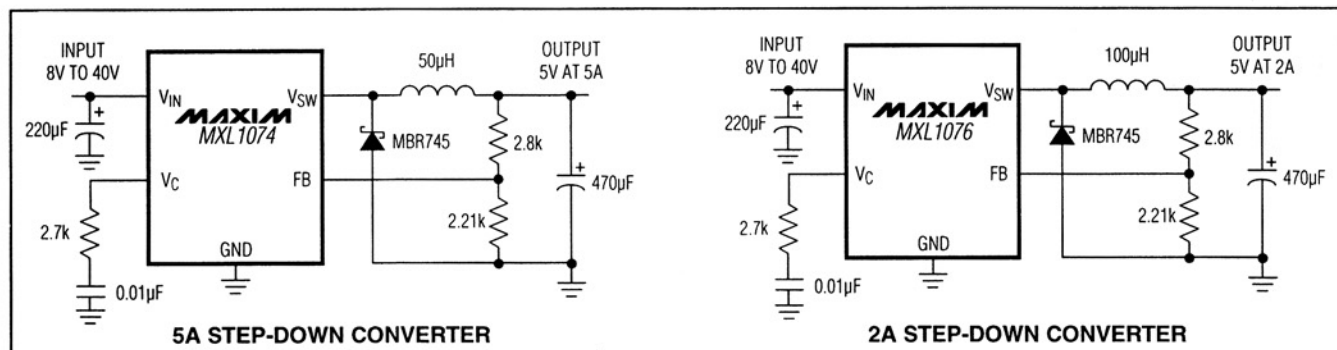 INPUT
8V TO 40V
50µH
OUTPUT
5V AT 5A
VIN
VSW
MAXIM
MXL1074
220µF
+
MBR745
2.8k
+
VC
FB
470µF
2.7k
2.21k
GND
0.01µF
5A STEP-DOWN CONVERTER
INPUT
8V TO 40V
100µH
OUTPUT
5V AT 2A
VIN
VSW
MAXIM
MXL1076
220µF
+
MBR745
2.8k
+
VC
FB
470µF
2.7k
2.21k
GND
0.01µF
2A STEP-DOWN CONVERTER